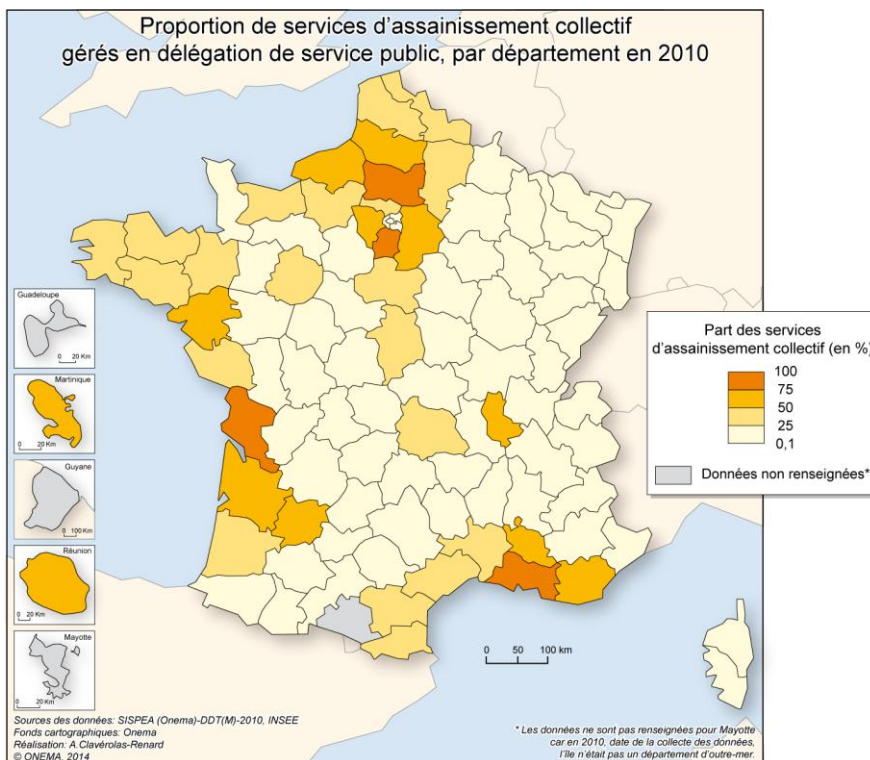 Proportion de services d'assainissement collectif
gérés en délégation de service public, par département en 2010
Guadeloupe
0 20 Km
Martinique
0 20 Km
Guyane
0 100 Km
Réunion
0 20 Km
Mayotte
0 20 Km
Part des services
d'assainissement collectif (en %)
100
75
50
25
0,1
Données non renseignées*
0 50 100 km
Sources des données: SISPEA (Onema)-DDT(M)-2010, INSEE
Fonds cartographiques: Onema
Réalisation: A.Clavérolas-Renard
© ONEMA, 2014
* Les données ne sont pas renseignées pour Mayotte
car en 2010, date de la collecte des données,
l'île n'était pas un département d'outre-mer.